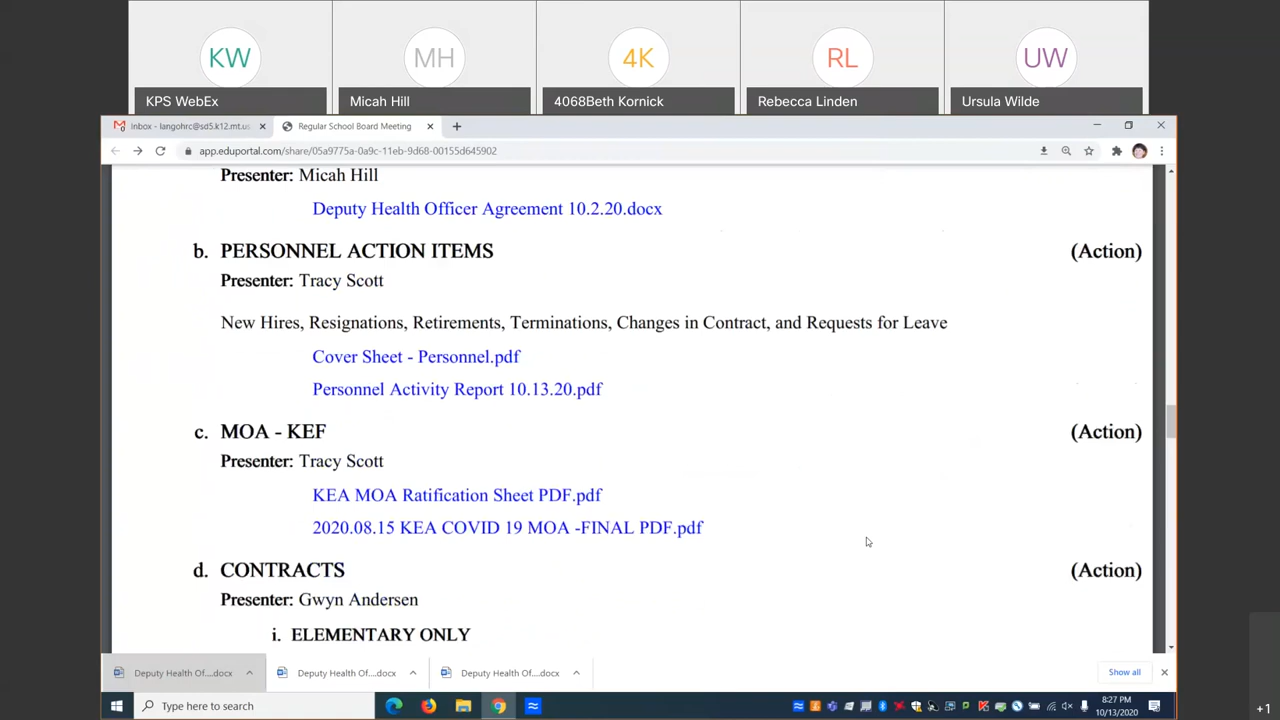 KW MH 4K RL UW
KPS WebEx Micah Hill 4068Beth Kornick Rebecca Linden Ursula Wilde
Inbox - langohrc@sd5.k12.mt.us Regular School Board Meeting
app.eduportal.com/share/05a9775a-0a9c-11eb-9d68-00155d645902
Presenter: Micah Hill
Deputy Health Officer Agreement 10.2.20.docx
b. PERSONNEL ACTION ITEMS (Action)
Presenter: Tracy Scott
New Hires, Resignations, Retirements, Terminations, Changes in Contract, and Requests for Leave
Cover Sheet - Personnel.pdf
Personnel Activity Report 10.13.20.pdf
c. MOA - KEF (Action)
Presenter: Tracy Scott
KEA MOA Ratification Sheet PDF.pdf
2020.08.15 KEA COVID 19 MOA -FINAL PDF.pdf
d. CONTRACTS (Action)
Presenter: Gwyn Andersen
i. ELEMENTARY ONLY
Deputy Health Of....docx Deputy Health Of....docx Deputy Health Of....docx Show all
Type here to search 8:27 PM
10/13/2020
+1